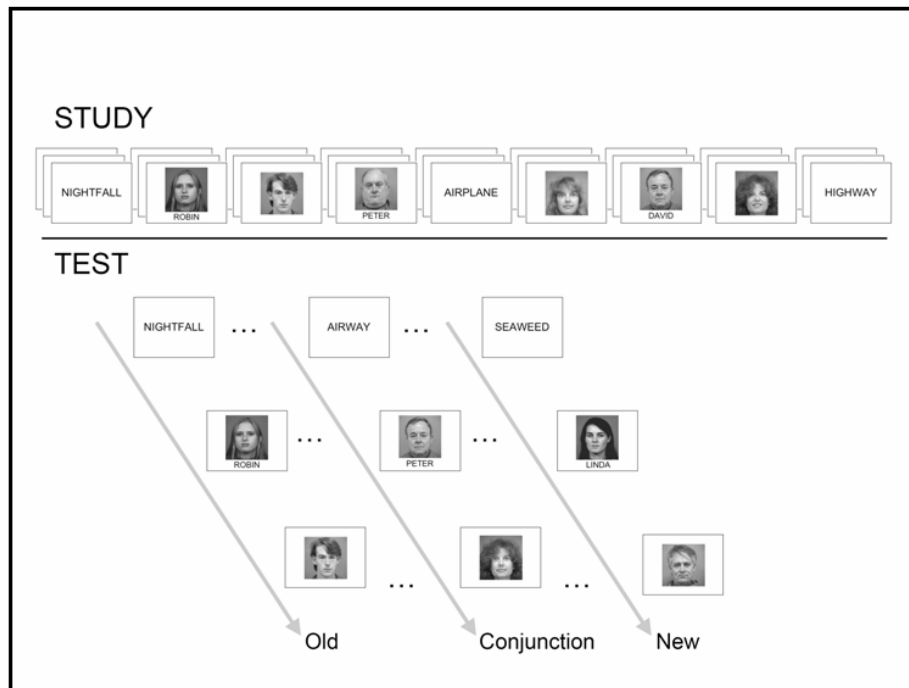 STUDY
NIGHTFALL
ROBIN
PETER
AIRPLANE
DAVID
HIGHWAY
TEST
NIGHTFALL ... AIRWAY ... SEAWEED
ROBIN ... PETER ... LINDA
... ...
Old Conjunction New